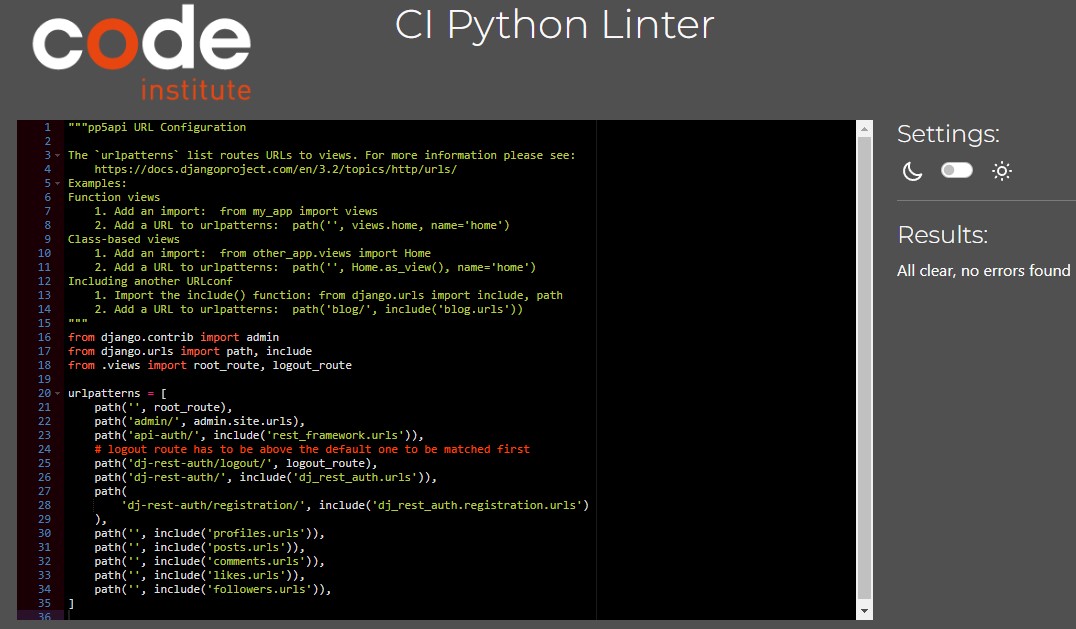 code
institute
CI Python Linter
1 """pp5api URL Configuration
2
3 The `urlpatterns` list routes URLs to views. For more information please see:
4     https://docs.djangoproject.com/en/3.2/topics/http/urls/
5 Examples:
6 Function views
7     1. Add an import:  from my_app import views
8     2. Add a URL to urlpatterns:  path('', views.home, name='home')
9 Class-based views
10     1. Add an import:  from other_app.views import Home
11     2. Add a URL to urlpatterns:  path('', Home.as_view(), name='home')
12 Including another URLconf
13     1. Import the include() function: from django.urls import include, path
14     2. Add a URL to urlpatterns:  path('blog/', include('blog.urls'))
15 """
16 from django.contrib import admin
17 from django.urls import path, include
18 from .views import root_route, logout_route
19
20 urlpatterns = [
21     path('', root_route),
22     path('admin/', admin.site.urls),
23     path('api-auth/', include('rest_framework.urls')),
24     # logout route has to be above the default one to be matched first
25     path('dj-rest-auth/logout/', logout_route),
26     path('dj-rest-auth/', include('dj_rest_auth.urls')),
27     path(
28         'dj-rest-auth/registration/', include('dj_rest_auth.registration.urls')
29     ),
30     path('', include('profiles.urls')),
31     path('', include('posts.urls')),
32     path('', include('comments.urls')),
33     path('', include('likes.urls')),
34     path('', include('followers.urls')),
35 ]
36
Settings:
Results:
All clear, no errors found